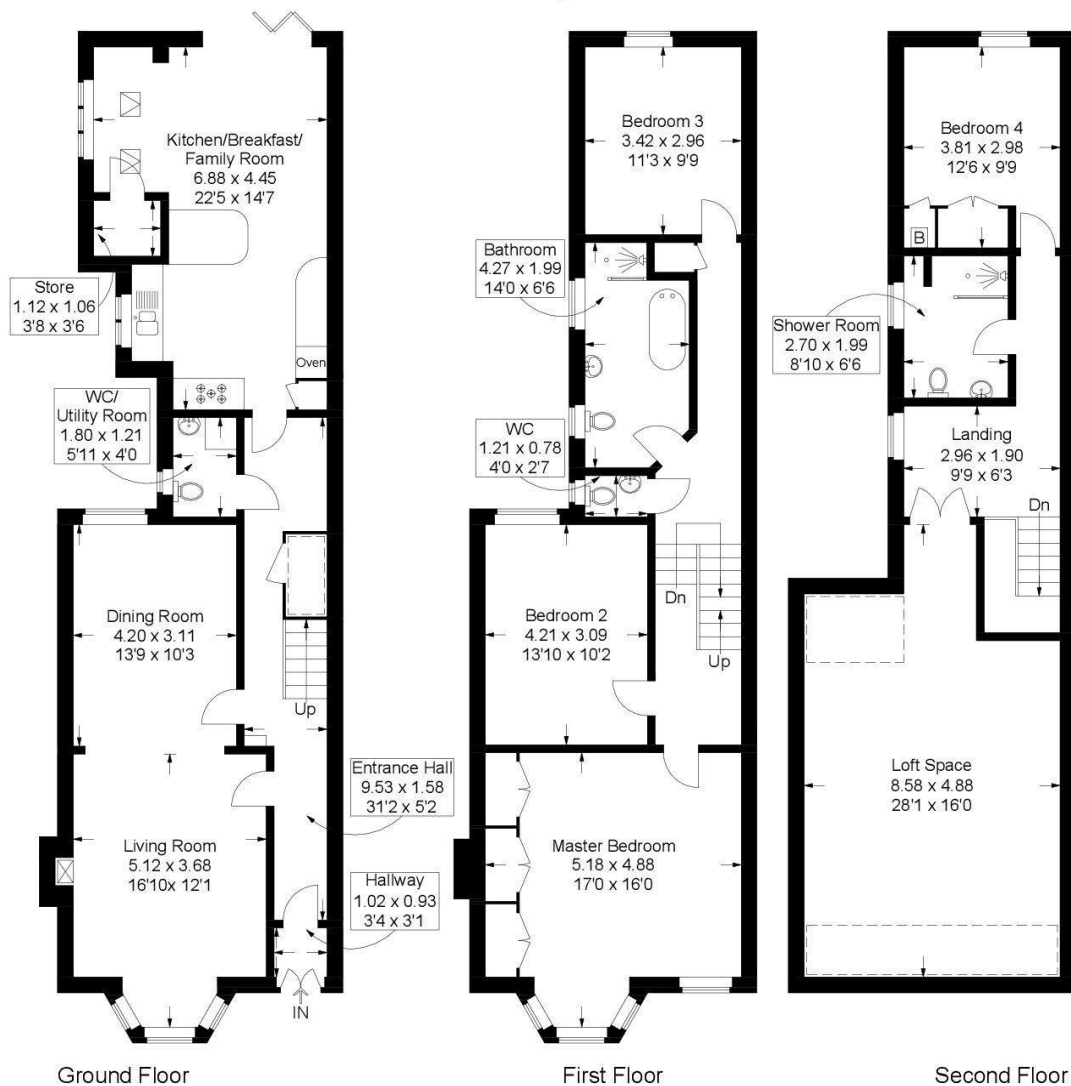 Kitchen/Breakfast/
Family Room
6.88 x 4.45
22'5 x 14'7
Store
1.12 x 1.06
3'8 x 3'6
Oven
WC/
Utility Room
1.80 x 1.21
5'11 x 4'0
Dining Room
4.20 x 3.11
13'9 x 10'3
Up
Entrance Hall
9.53 x 1.58
31'2 x 5'2
Living Room
5.12 x 3.68
16'10x 12'1
Hallway
1.02 x 0.93
3'4 x 3'1
IN
Ground Floor
Bedroom 3
3.42 x 2.96
11'3 x 9'9
Bathroom
4.27 x 1.99
14'0 x 6'6
WC
1.21 x 0.78
4'0 x 2'7
Dn
Bedroom 2
4.21 x 3.09
13'10 x 10'2
Up
Master Bedroom
5.18 x 4.88
17'0 x 16'0
First Floor
Bedroom 4
3.81 x 2.98
12'6 x 9'9
B
Shower Room
2.70 x 1.99
8'10 x 6'6
Landing
2.96 x 1.90
9'9 x 6'3
Dn
Loft Space
8.58 x 4.88
28'1 x 16'0
Second Floor